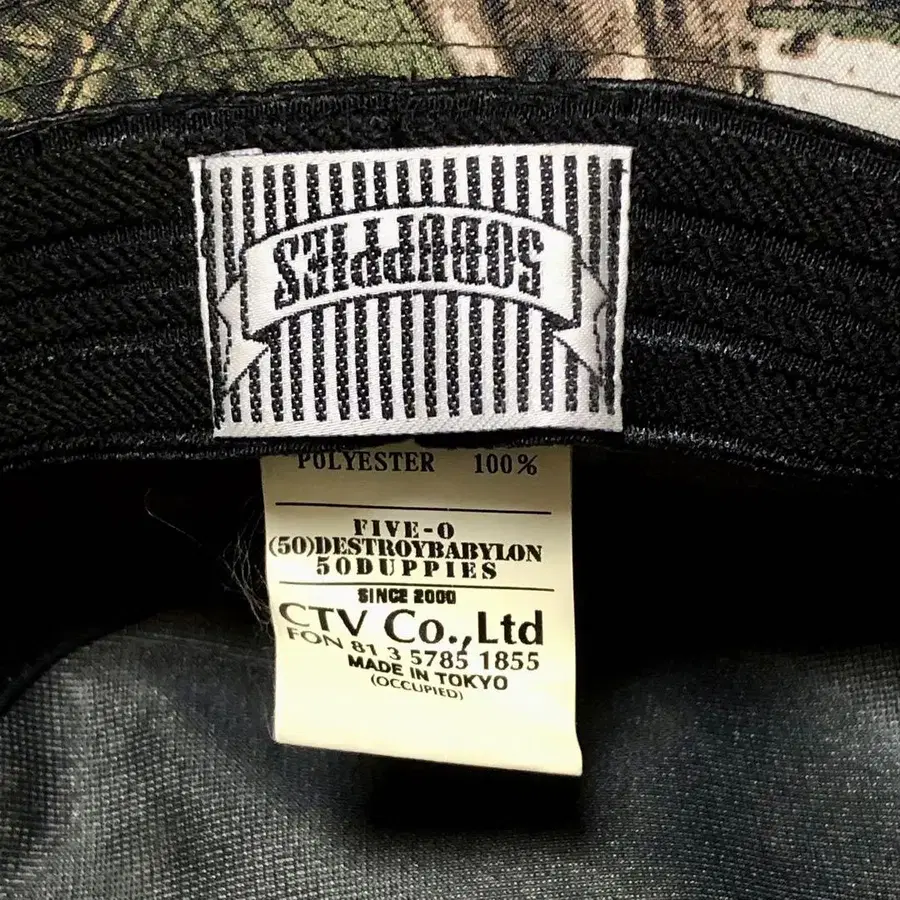 50DUPPIES
POLYESTER 100%
FIVE-O
(50)DESTROYBABYLON
50DUPPIES
SINCE 2000
CTV Co.,Ltd
FON 81 3 5785 1855
MADE IN TOKYO
(OCCUPIED)